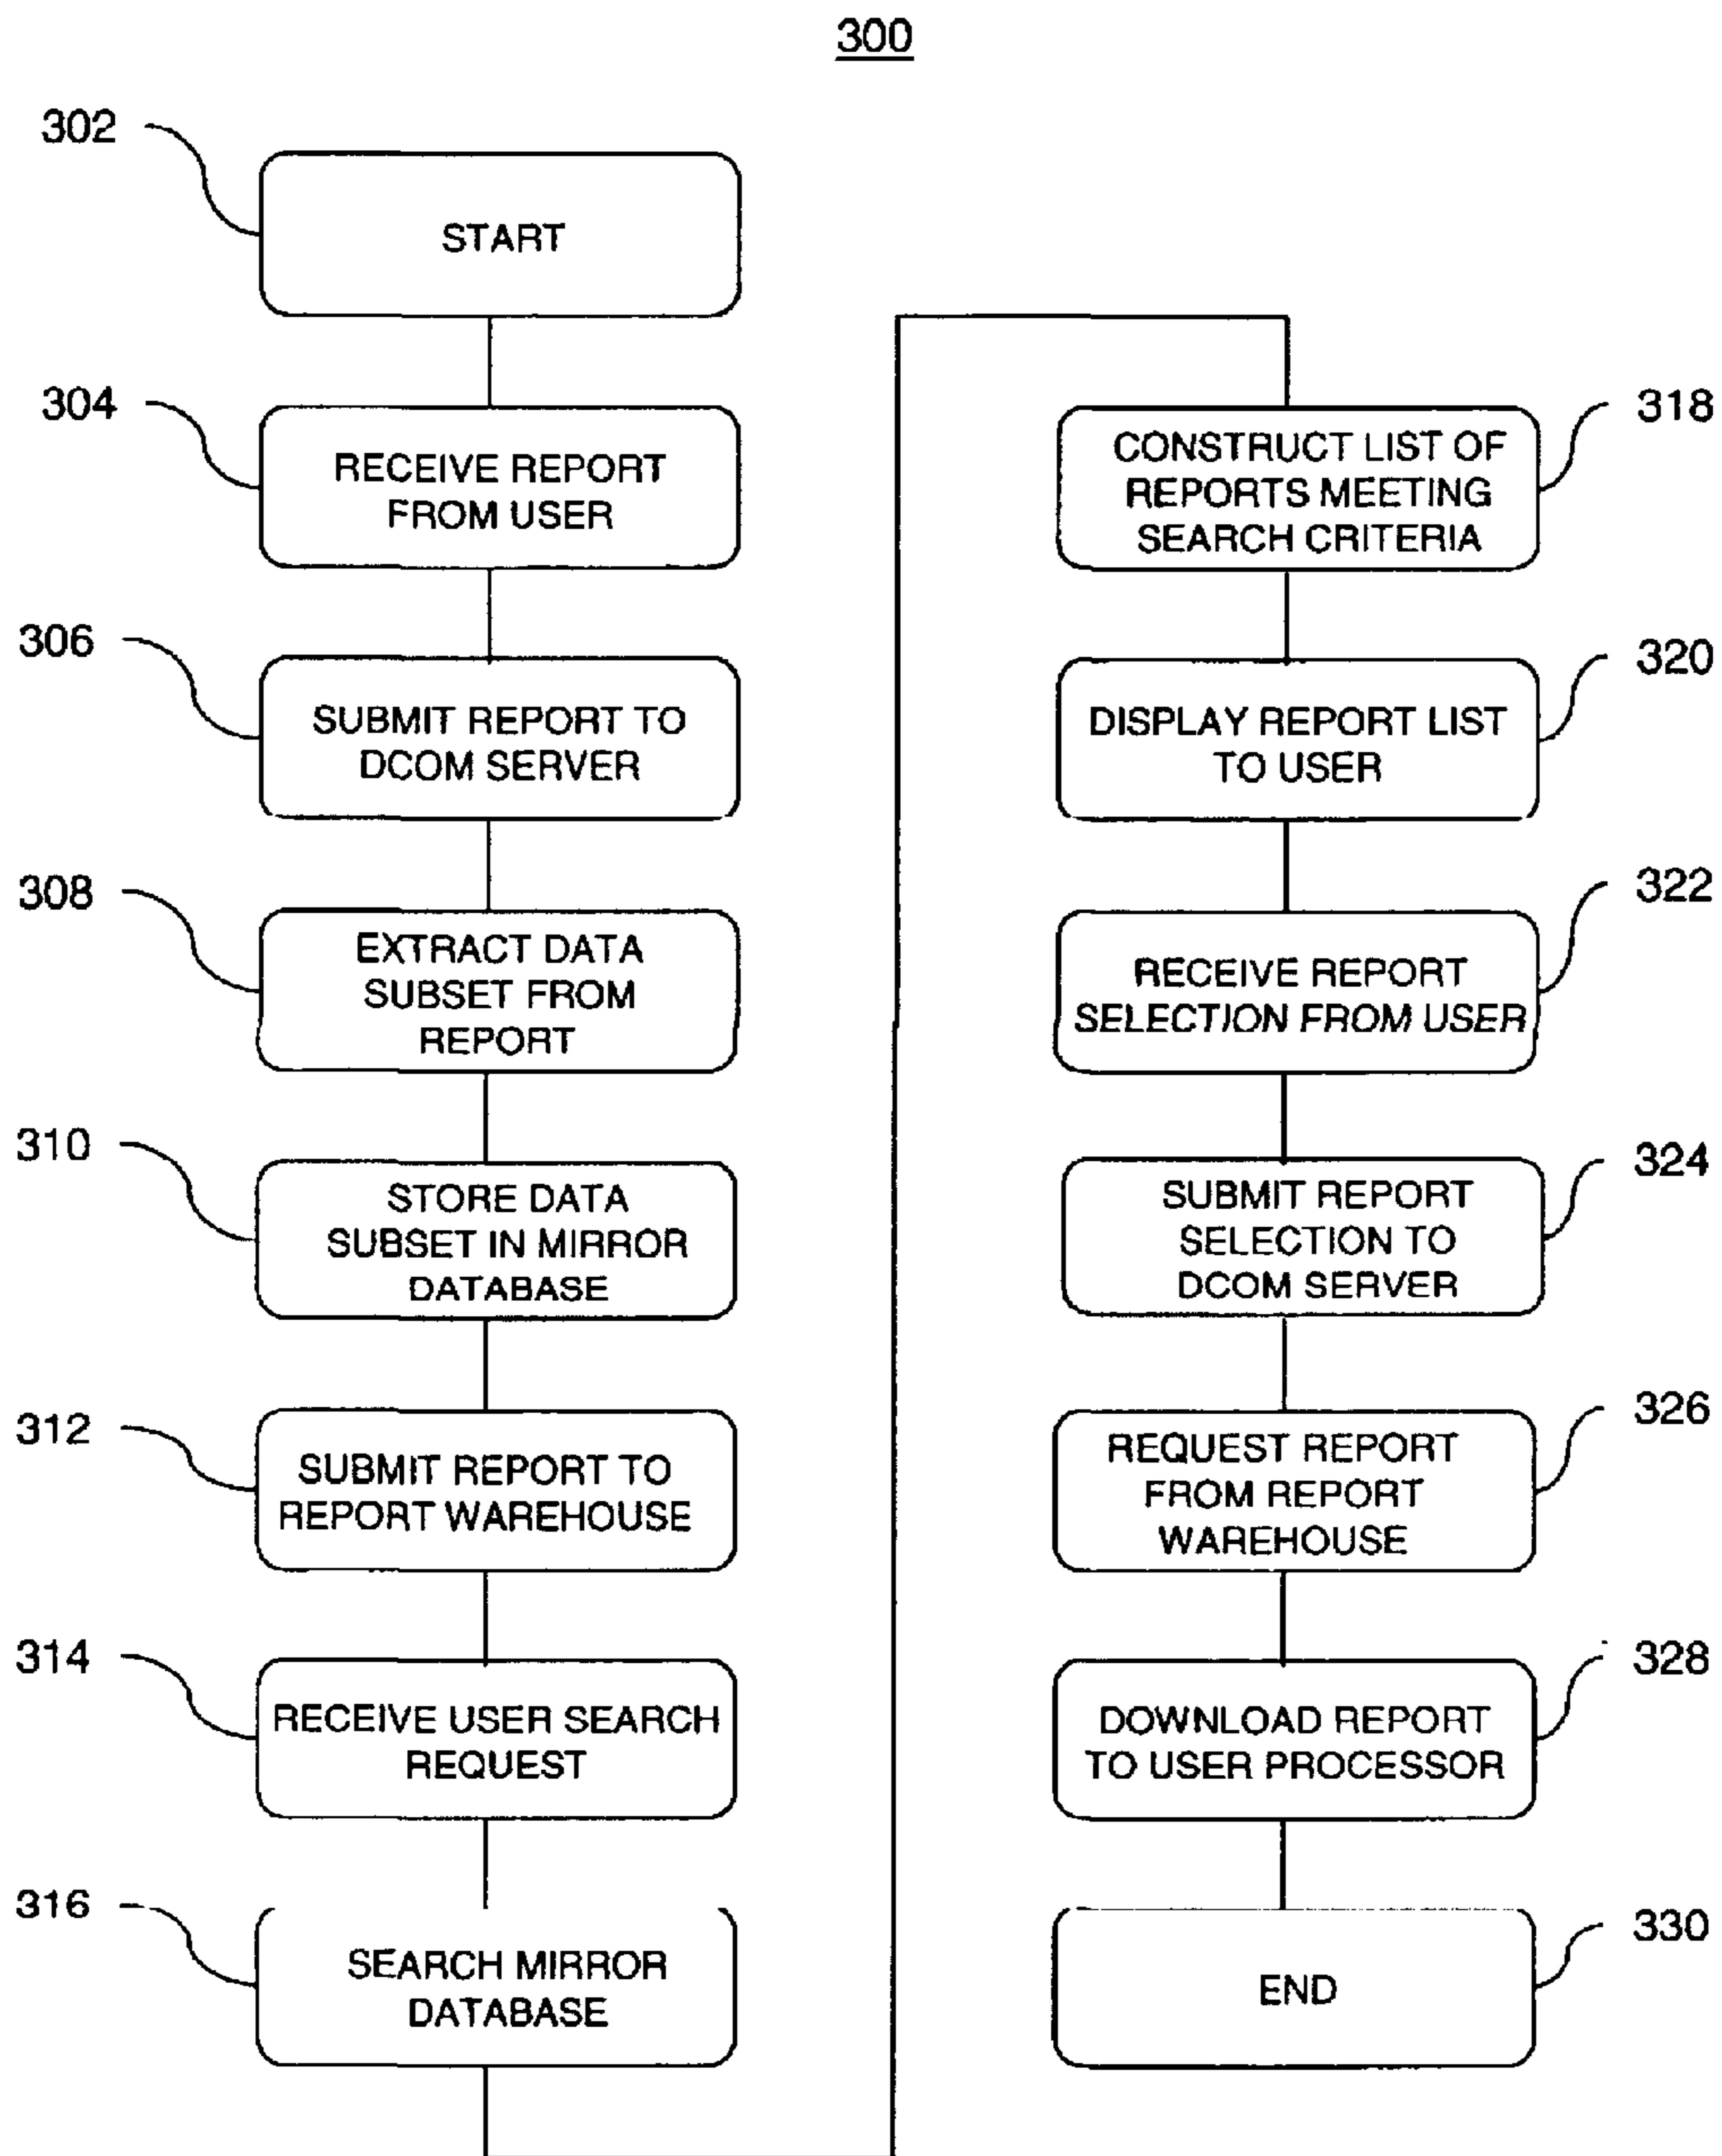 300
302
START
304
RECEIVE REPORT
FROM USER
306
SUBMIT REPORT TO
DCOM SERVER
308
EXTRACT DATA
SUBSET FROM
REPORT
310
STORE DATA
SUBSET IN MIRROR
DATABASE
312
SUBMIT REPORT TO
REPORT WAREHOUSE
314
RECEIVE USER SEARCH
REQUEST
316
SEARCH MIRROR
DATABASE
318
CONSTRUCT LIST OF
REPORTS MEETING
SEARCH CRITERIA
320
DISPLAY REPORT LIST
TO USER
322
RECEIVE REPORT
SELECTION FROM USER
324
SUBMIT REPORT
SELECTION TO
DCOM SERVER
326
REQUEST REPORT
FROM REPORT
WAREHOUSE
328
DOWNLOAD REPORT
TO USER PROCESSOR
330
END